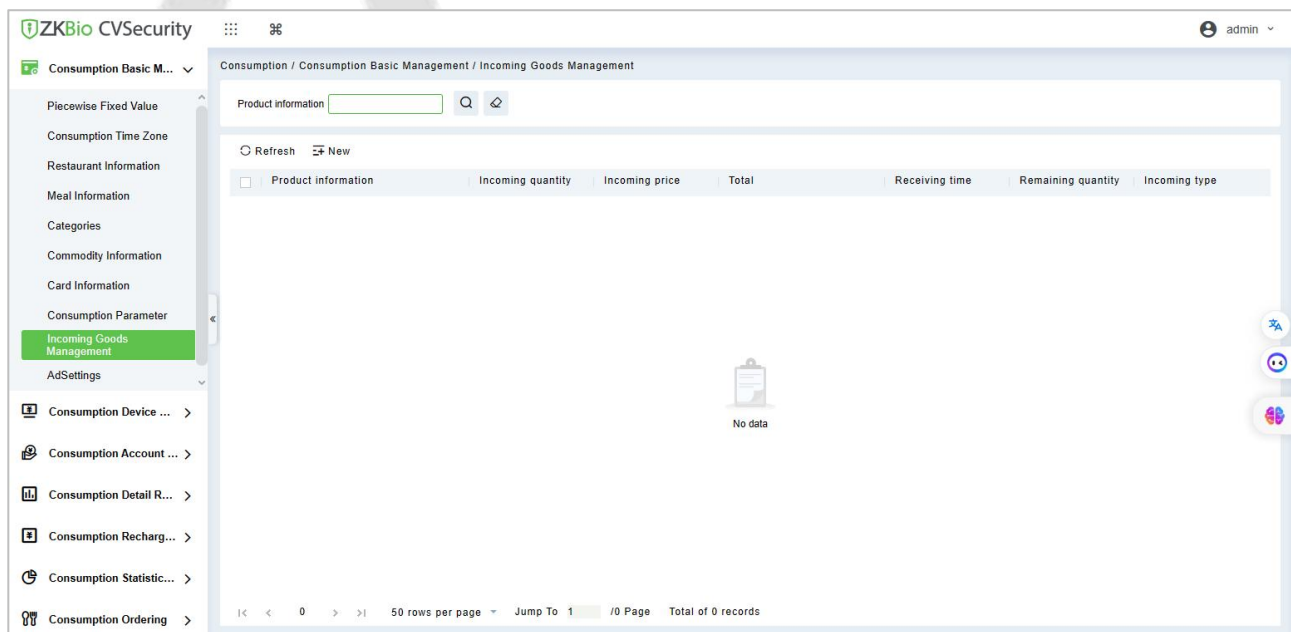 ZKBio CVSecurity
admin
Consumption Basic M...
Consumption / Consumption Basic Management / Incoming Goods Management
Piecewise Fixed Value
Consumption Time Zone
Restaurant Information
Meal Information
Categories
Commodity Information
Card Information
Consumption Parameter
Incoming Goods
Management
AdSettings
Consumption Device ...
Consumption Account ...
Consumption Detail R...
Consumption Recharg...
Consumption Statistic...
Consumption Ordering
Product information
Refresh New
Product information Incoming quantity Incoming price Total Receiving time Remaining quantity Incoming type
No data
0 50 rows per page Jump To 1 /0 Page Total of 0 records